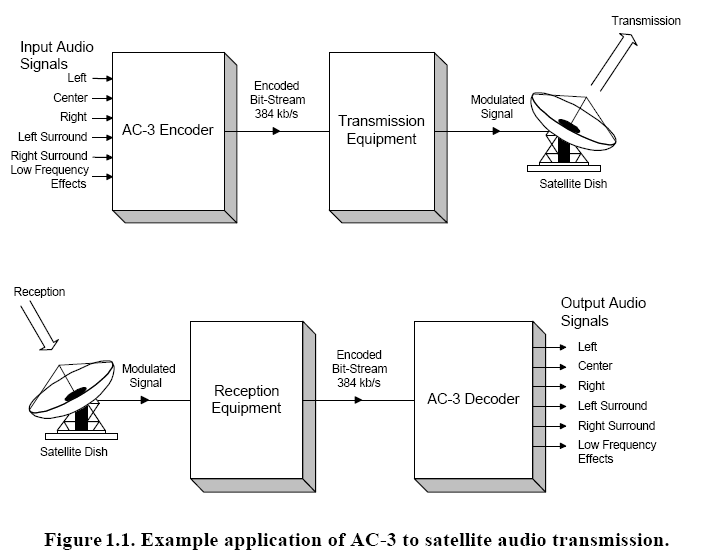 Transmission
Input Audio
Signals
Left
Center
Right
Left Surround
Right Surround
Low Frequency
Effects
AC-3 Encoder
Encoded
Bit-Stream
384 kb/s
Transmission
Equipment
Modulated
Signal
Satellite Dish
Reception
Satellite Dish
Modulated
Signal
Reception
Equipment
Encoded
Bit-Stream
384 kb/s
AC-3 Decoder
Output Audio
Signals
Left
Center
Right
Left Surround
Right Surround
Low Frequency
Effects
Figure 1.1. Example application of AC-3 to satellite audio transmission.